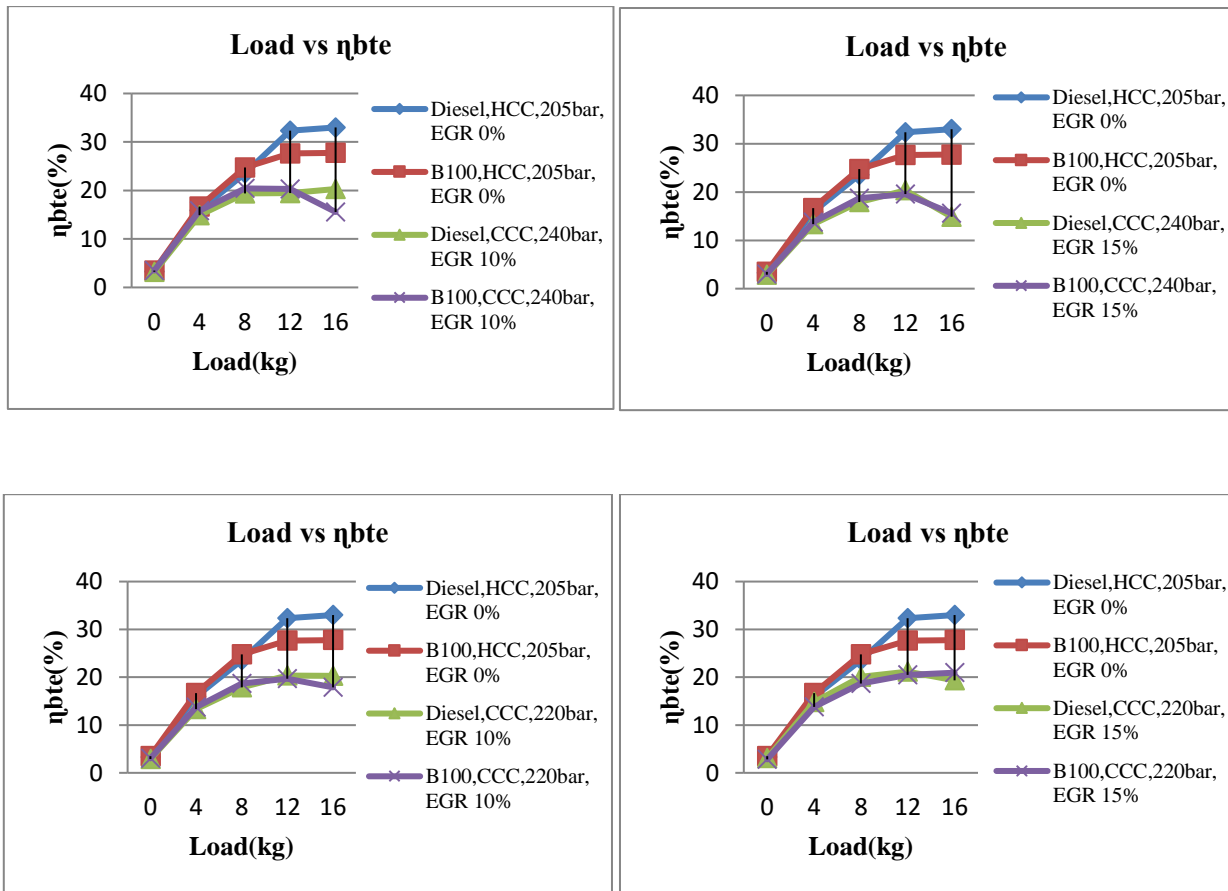 Load vs ηbte
40
30
20
10
0
ηbte(%)
0 4 8 12 16
Load(kg)
Diesel,HCC,205bar,
EGR 0%
B100,HCC,205bar,
EGR 0%
Diesel,CCC,240bar,
EGR 10%
B100,CCC,240bar,
EGR 10%
Load vs ηbte
40
30
20
10
0
ηbte(%)
0 4 8 12 16
Load(kg)
Diesel,HCC,205bar,
EGR 0%
B100,HCC,205bar,
EGR 0%
Diesel,CCC,240bar,
EGR 15%
B100,CCC,240bar,
EGR 15%
Load vs ηbte
40
30
20
10
0
ηbte(%)
0 4 8 12 16
Load(kg)
Diesel,HCC,205bar,
EGR 0%
B100,HCC,205bar,
EGR 0%
Diesel,CCC,220bar,
EGR 10%
B100,CCC,220bar,
EGR 10%
Load vs ηbte
40
30
20
10
0
ηbte(%)
0 4 8 12 16
Load(kg)
Diesel,HCC,205bar,
EGR 0%
B100,HCC,205bar,
EGR 0%
Diesel,CCC,220bar,
EGR 15%
B100,CCC,220bar,
EGR 15%